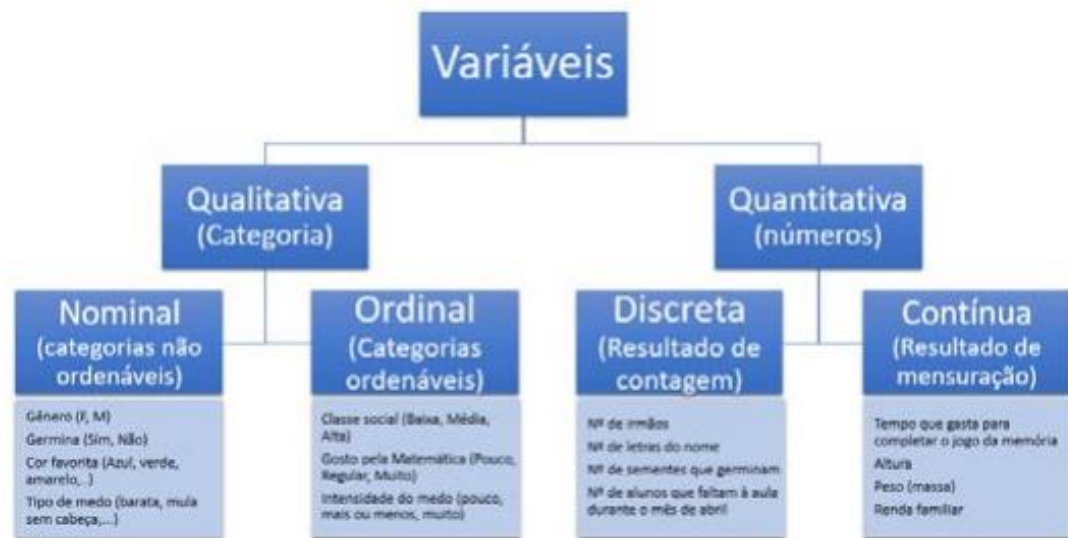 Variáveis
Qualitativa
(Categoria)
Quantitativa
(números)
Nominal
(categorias não
ordenáveis)
Ordinal
(Categorias
ordenáveis)
Discreta
(Resultado de
contagem)
Contínua
(Resultado de
mensuração)
Gênero (F, M)
Germina (Sim, Não)
Cor favorita (Azul, verde,
amarelo,..)
Tipo de medo (barata, mula
sem cabeça,...)
Classe social (Baixa, Média,
Alta)
Gosto pela Matemática (Pouco,
Regular, Muito)
Intensidade do medo (pouco,
mais ou menos, muito)
Nº de irmãos
Nº de letras do nome
Nº de sementes que germinam
Nº de alunos que faltam à aula
durante o mês de abril
Tempo que gasta para
completar o jogo da memória
Altura
Peso (massa)
Renda familiar